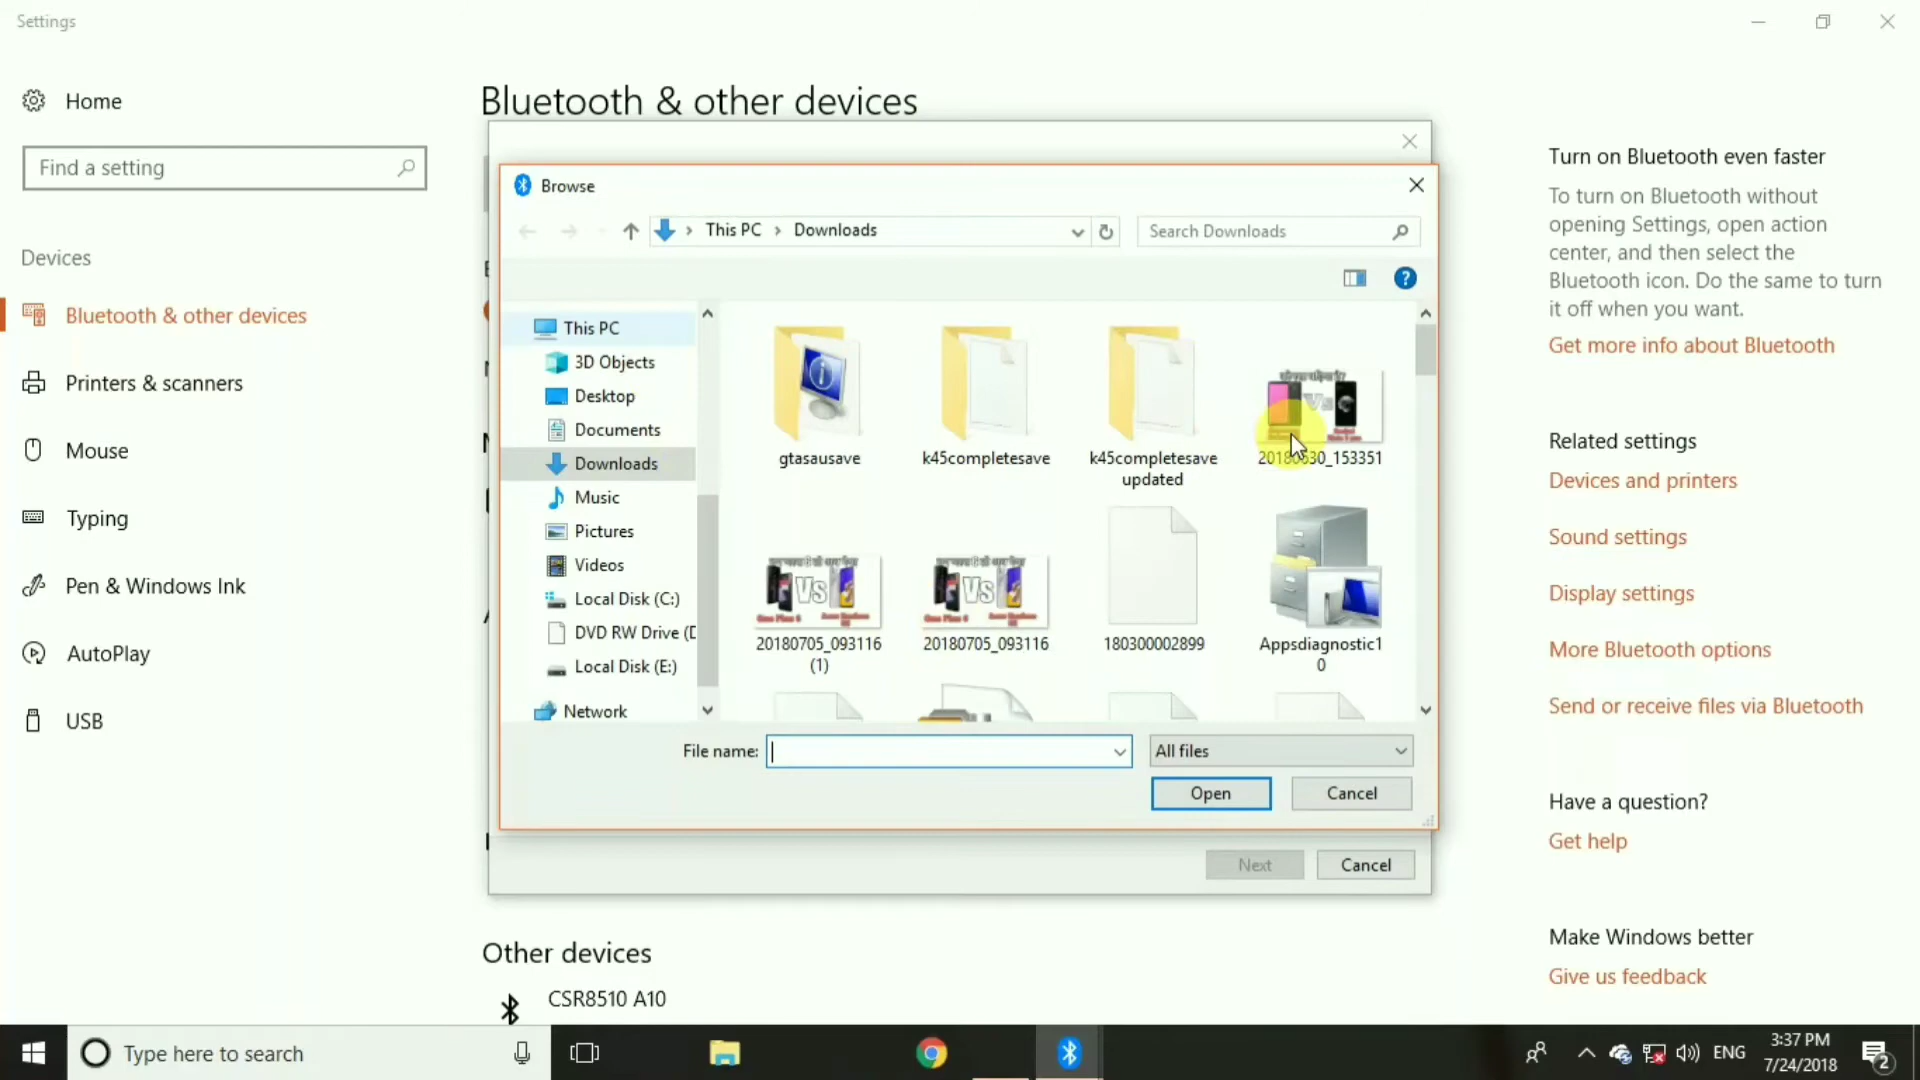 Settings
Home
Find a setting
Devices
Bluetooth & other devices
Printers & scanners
Mouse
Typing
Pen & Windows Ink
AutoPlay
USB
Bluetooth & other devices
Browse
This PC
Downloads
Search Downloads
This PC
3D Objects
Desktop
Documents
Downloads
Music
Pictures
Videos
Local Disk (C:)
DVD RW Drive (D
Local Disk (E:)
Network
gtasausave
k45completesave
k45completesave
updated
Vs
20180630_153351
Vs
20180705_093116
(1)
Vs
20180705_093116
180300002899
Appsdiagnostic1
0
File name:
All files
Open
Cancel
Next
Cancel
Other devices
CSR8510 A10
Turn on Bluetooth even faster
To turn on Bluetooth without
opening Settings, open action
center, and then select the
Bluetooth icon. Do the same to turn
it off when you want.
Get more info about Bluetooth
Related settings
Devices and printers
Sound settings
Display settings
More Bluetooth options
Send or receive files via Bluetooth
Have a question?
Get help
Make Windows better
Give us feedback
Type here to search
ENG
3:37 PM
7/24/2018
2